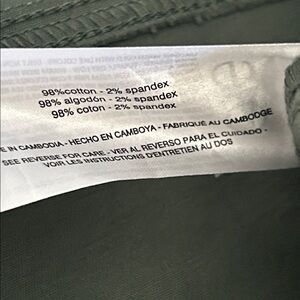 98%cotton - 2% spandex
98% algodón - 2% spandex
98% coton - 2% spandex
E IN CAMBODIA - HECHO EN CAMBOYA - FABRIQUÉ AU CAMBODGE
SEE REVERSE FOR CARE - VER AL REVERSO PARA EL CUIDADO -
VOIR LES INSTRUCTIONS D'ENTRETIEN AU DOS